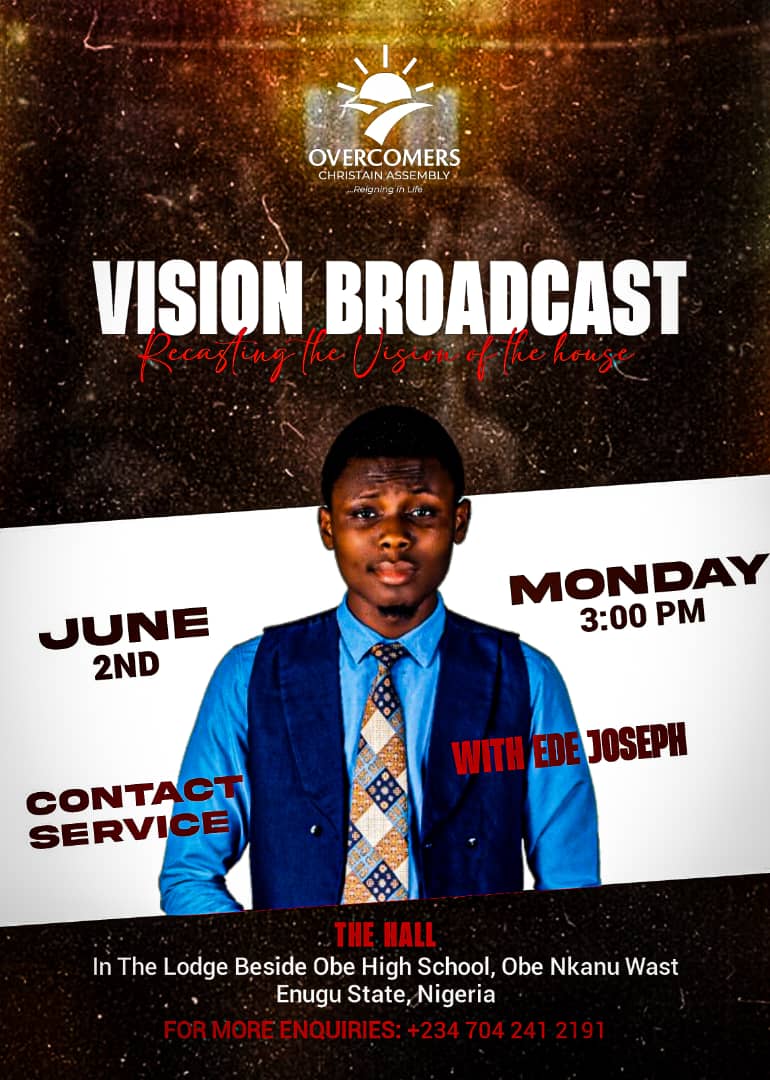 OVERCOMERS
CHRISTAIN ASSEMBLY
...Reigning in Life
VISION BROADCAST
Recasting the Vision of the house
JUNE
2ND
MONDAY
3:00 PM
WITH EDE JOSEPH
CONTACT
SERVICE
THE HALL
In The Lodge Beside Obe High School, Obe Nkanu Wast
Enugu State, Nigeria
FOR MORE ENQUIRIES: +234 704 241 2191